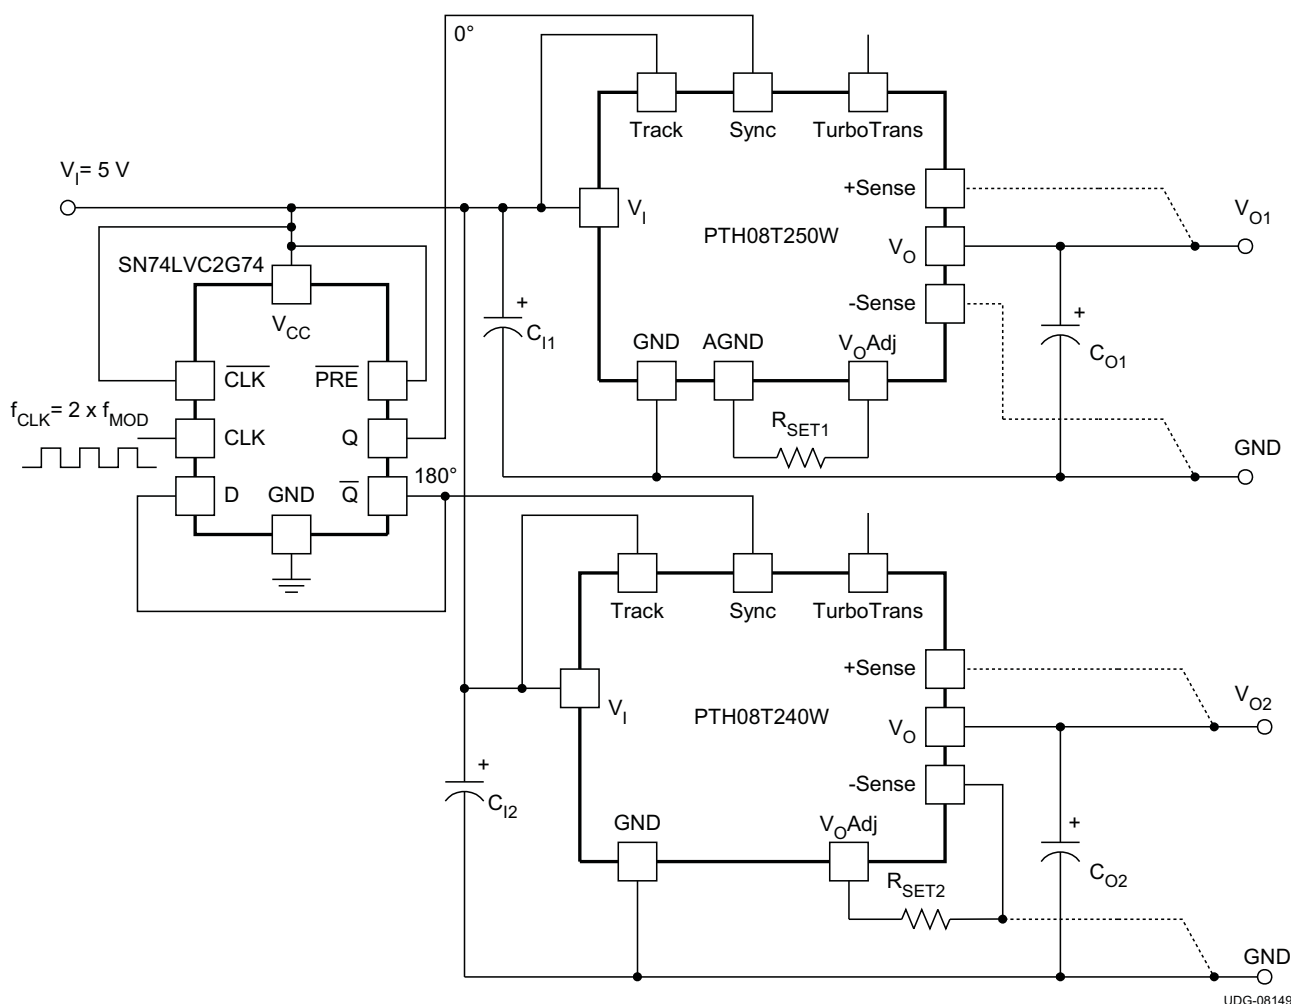 0°
Track
Sync
TurboTrans
V_I= 5 V
+Sense
V_I
PTH08T250W
V_O1
V_O
SN74LVC2G74
-Sense
V_CC
+
C_I1
+
C_O1
GND
AGND
V_OAdj
C̅L̅K̅
P̅R̅E̅
f_CLK= 2 x f_MOD
CLK
Q
R_SET1
GND
180°
D
GND
Q̅
Track
Sync
TurboTrans
+Sense
V_I
PTH08T240W
V_O2
V_O
-Sense
+
C_I2
GND
V_OAdj
+
C_O2
R_SET2
GND
UDG-08149